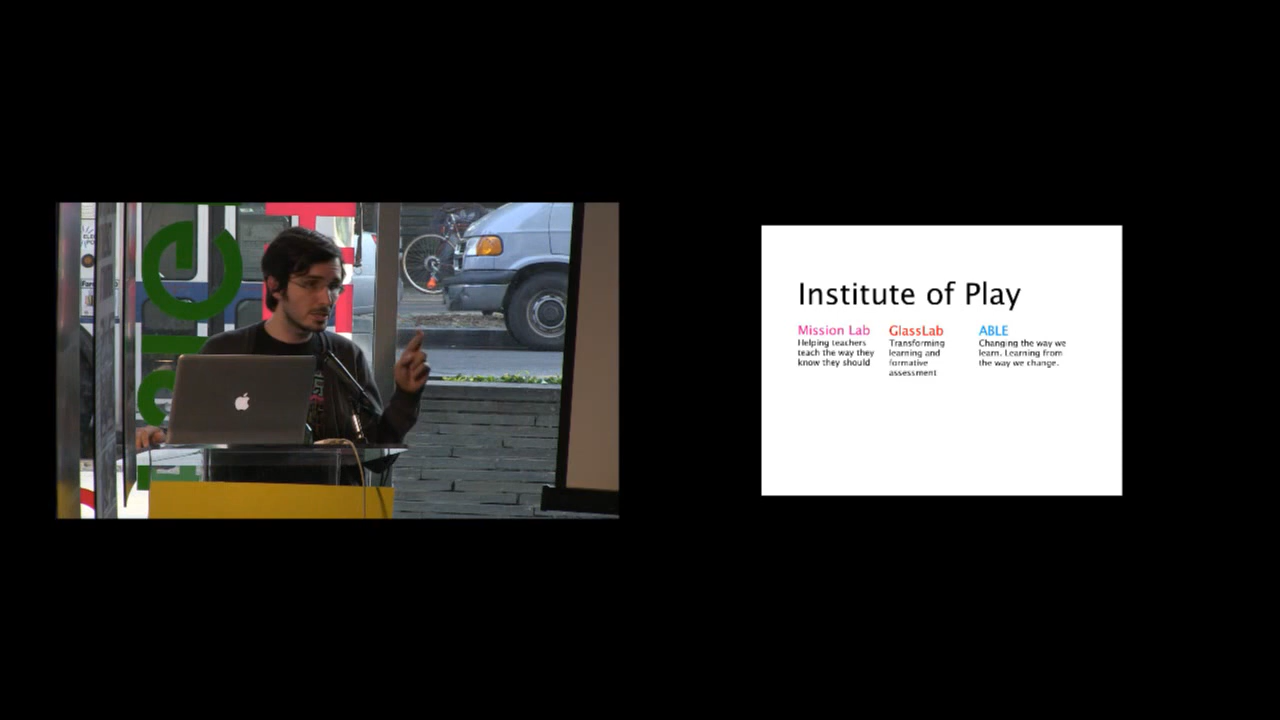 Institute of Play
Mission Lab
Helping teachers
teach the way they
know they should
GlassLab
Transforming
learning and
formative
assessment
ABLE
Changing the way we
learn. Learning from
the way we change.